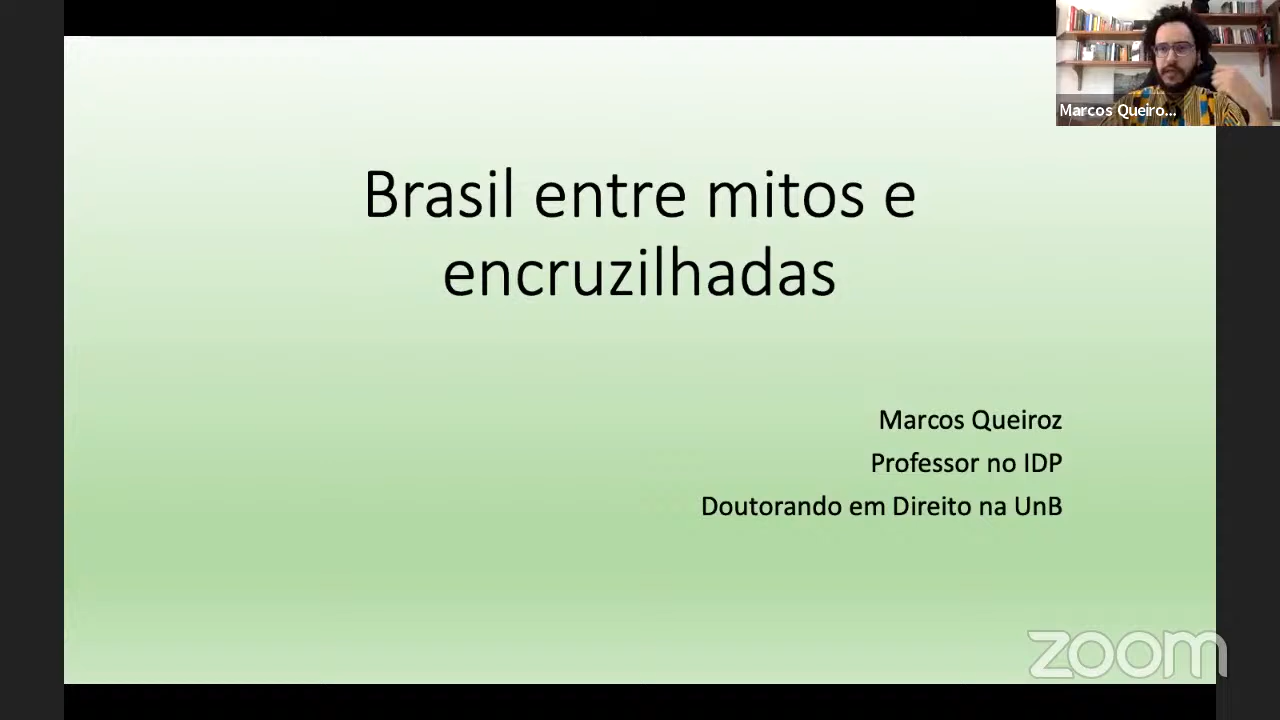 Marcos Queiro...
Brasil entre mitos e
encruzilhadas
Marcos Queiroz
Professor no IDP
Doutorando em Direito na UnB
zoom